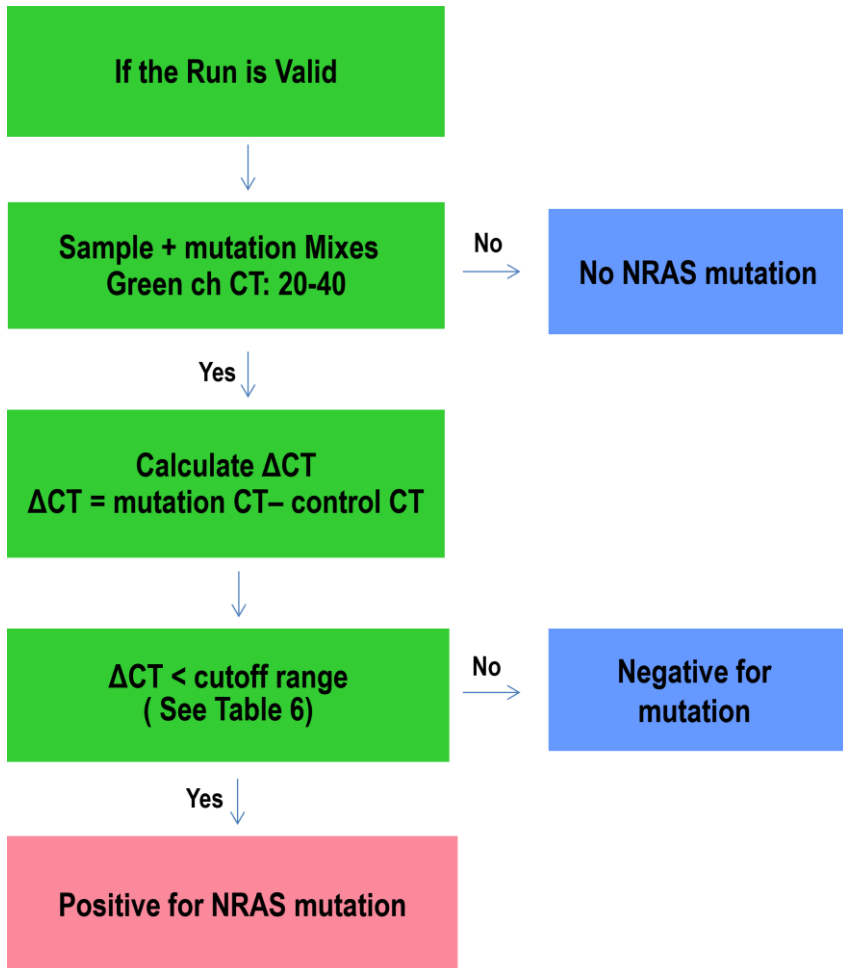 If the Run is Valid
Sample + mutation Mixes
Green ch CT: 20-40
No
No NRAS mutation
Yes
Calculate ΔCT
ΔCT = mutation CT– control CT
ΔCT < cutoff range
( See Table 6)
No
Negative for
mutation
Yes
Positive for NRAS mutation